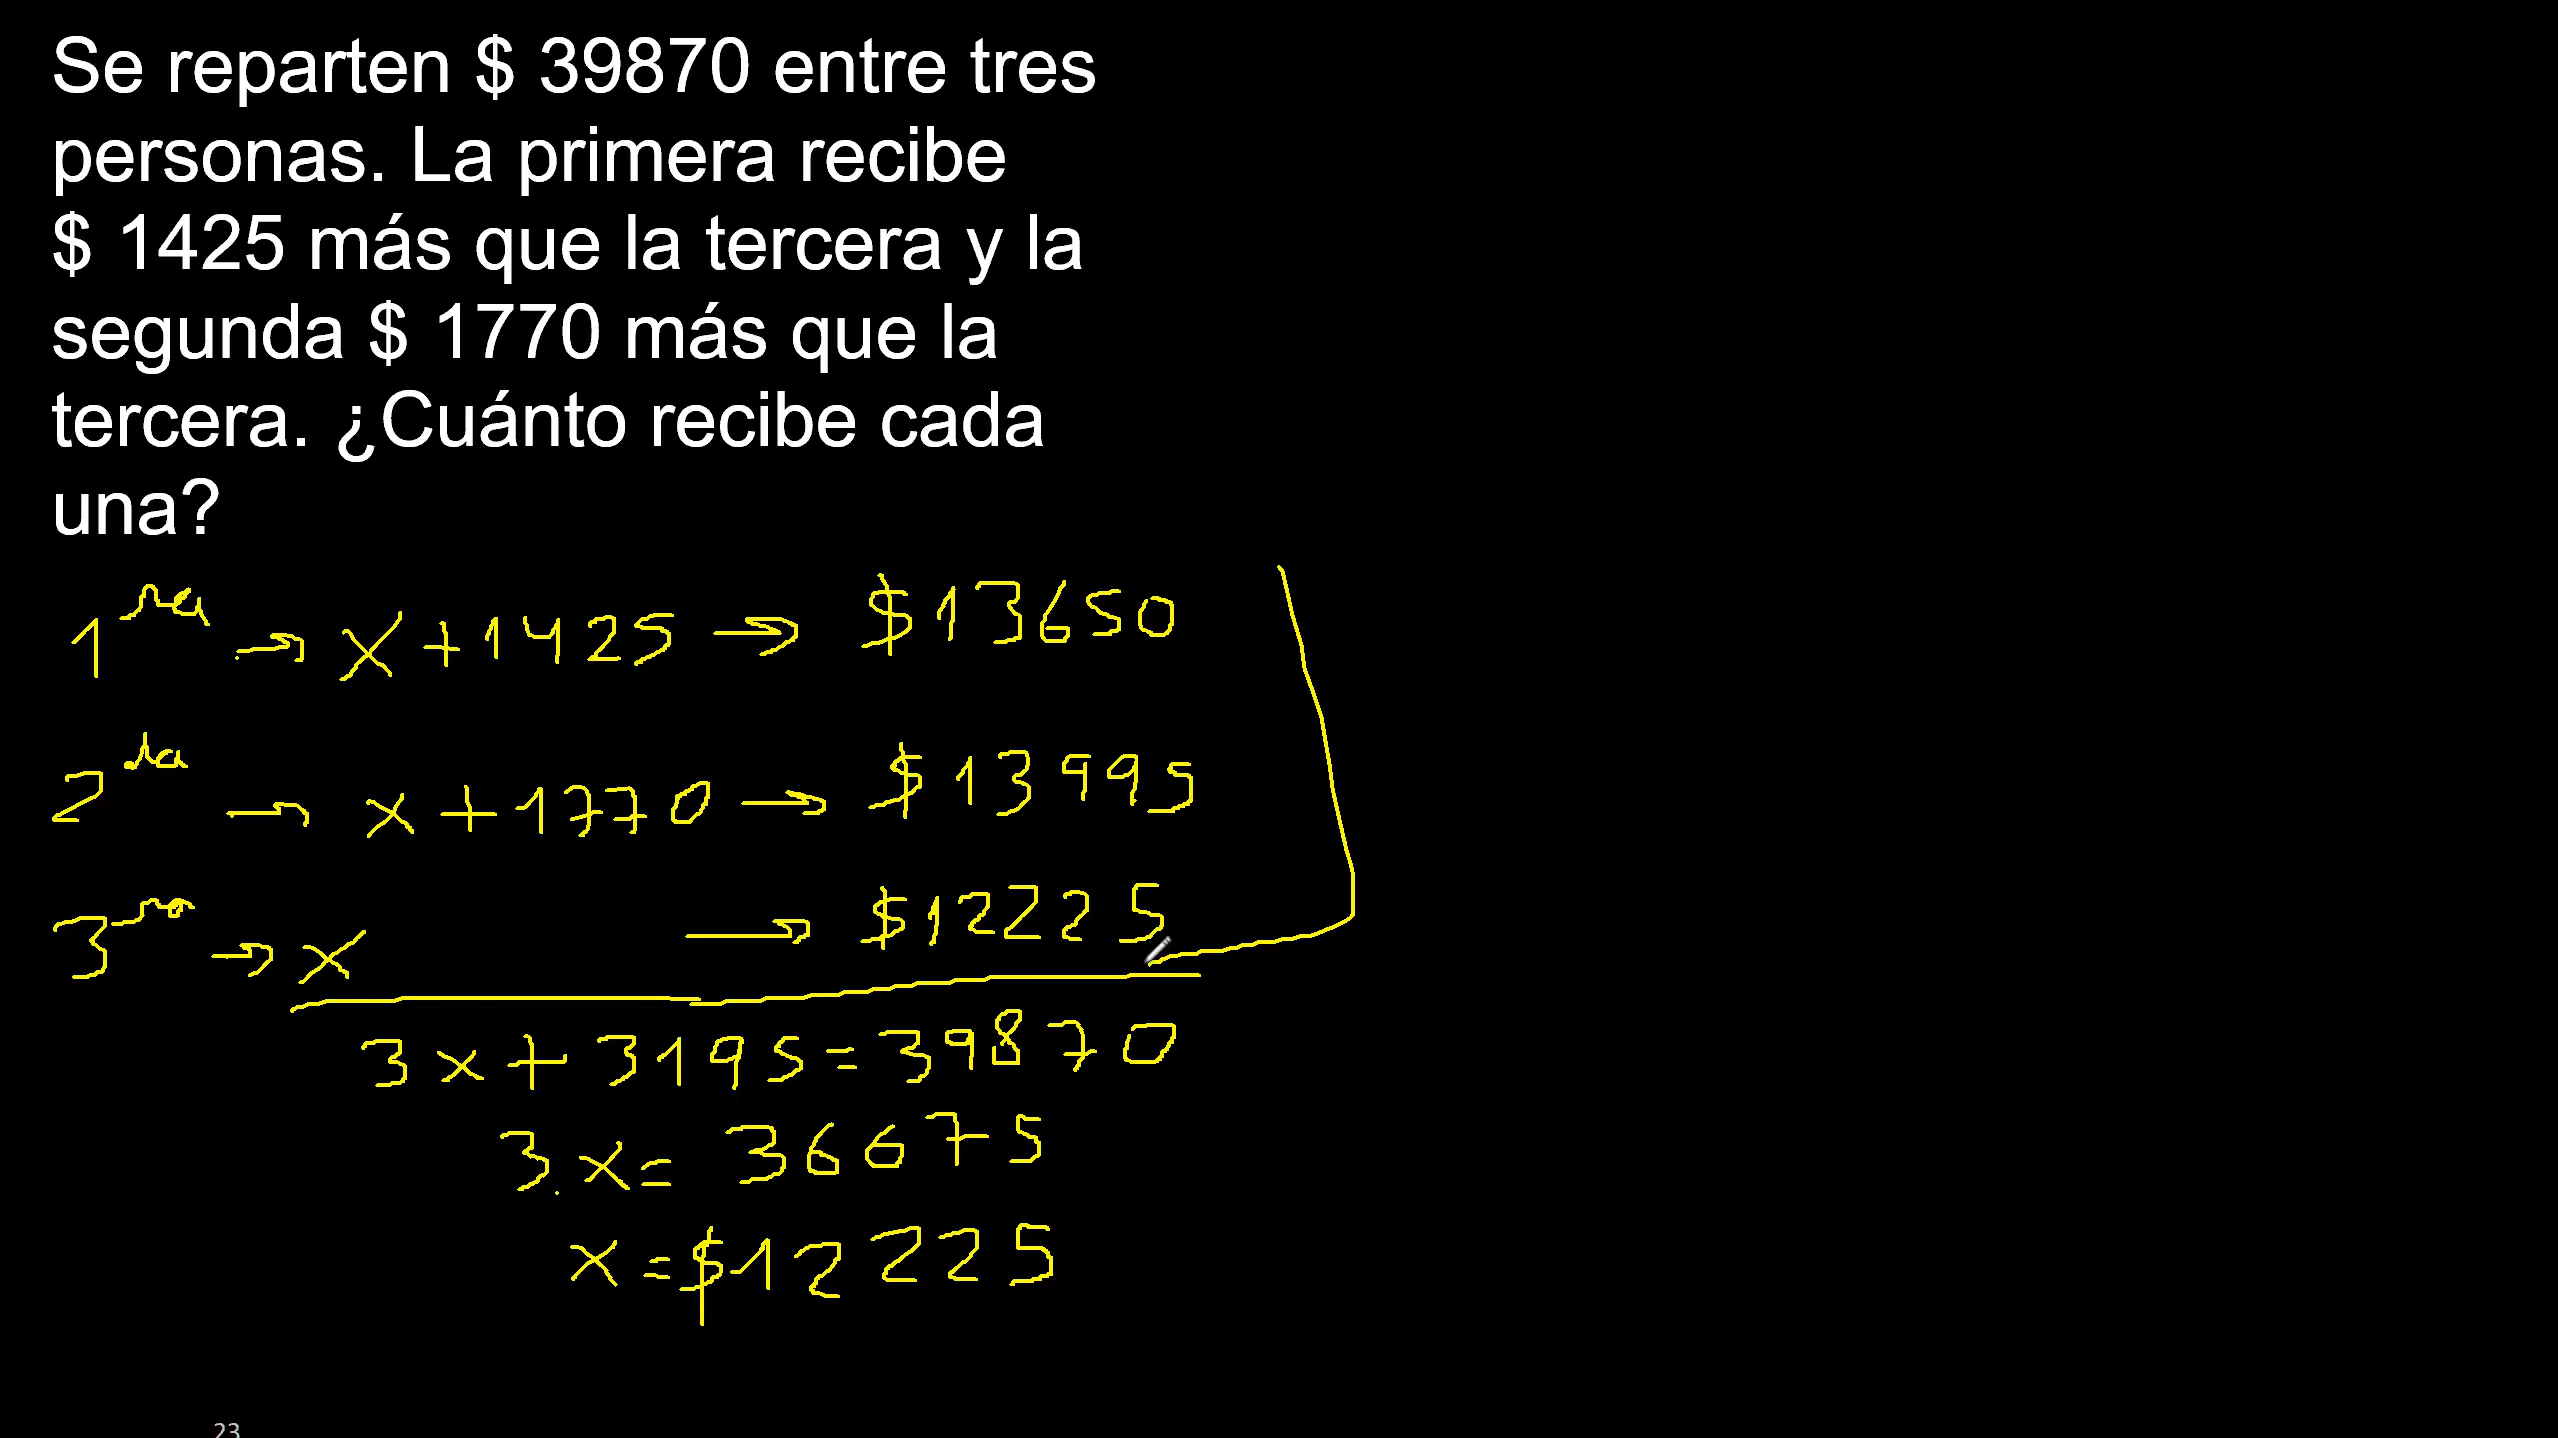 Se reparten $ 39870 entre tres
personas. La primera recibe
$ 1425 más que la tercera y la
segunda $ 1770 más que la
tercera. ¿Cuánto recibe cada
una?
1ra → x + 1425 → $13650
2da → x + 1770 → $13995
3ra → x → $12225
3x + 3195 = 39870
3.x = 36675
x = $12225
23